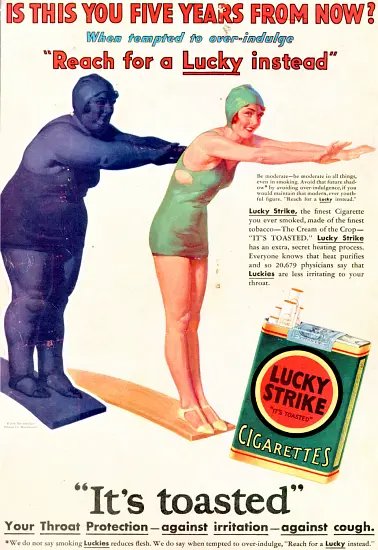 IS THIS YOU FIVE YEARS FROM NOW?
When tempted to over-indulge
"Reach for a Lucky instead"
Be moderate—be moderate in all things,
even in smoking. Avoid that future shad-
ow* by avoiding over-indulgence, if you
would maintain that modern, ever-youth-
ful figure. "Reach for a Lucky instead."
Lucky Strike, the finest Cigarette
you ever smoked, made of the finest
tobacco—The Cream of the Crop—
"IT'S TOASTED." Lucky Strike
has an extra, secret heating process.
Everyone knows that heat purifies
and so 20,679 physicians say that
Luckies are less irritating to your
throat.
LUCKY
STRIKE
"IT'S TOASTED"
CIGARETTES
"It's toasted"
Your Throat Protection—against irritation—against cough.
*We do not say smoking Luckies reduces flesh. We do say when tempted to over-indulge, "Reach for a Lucky instead."